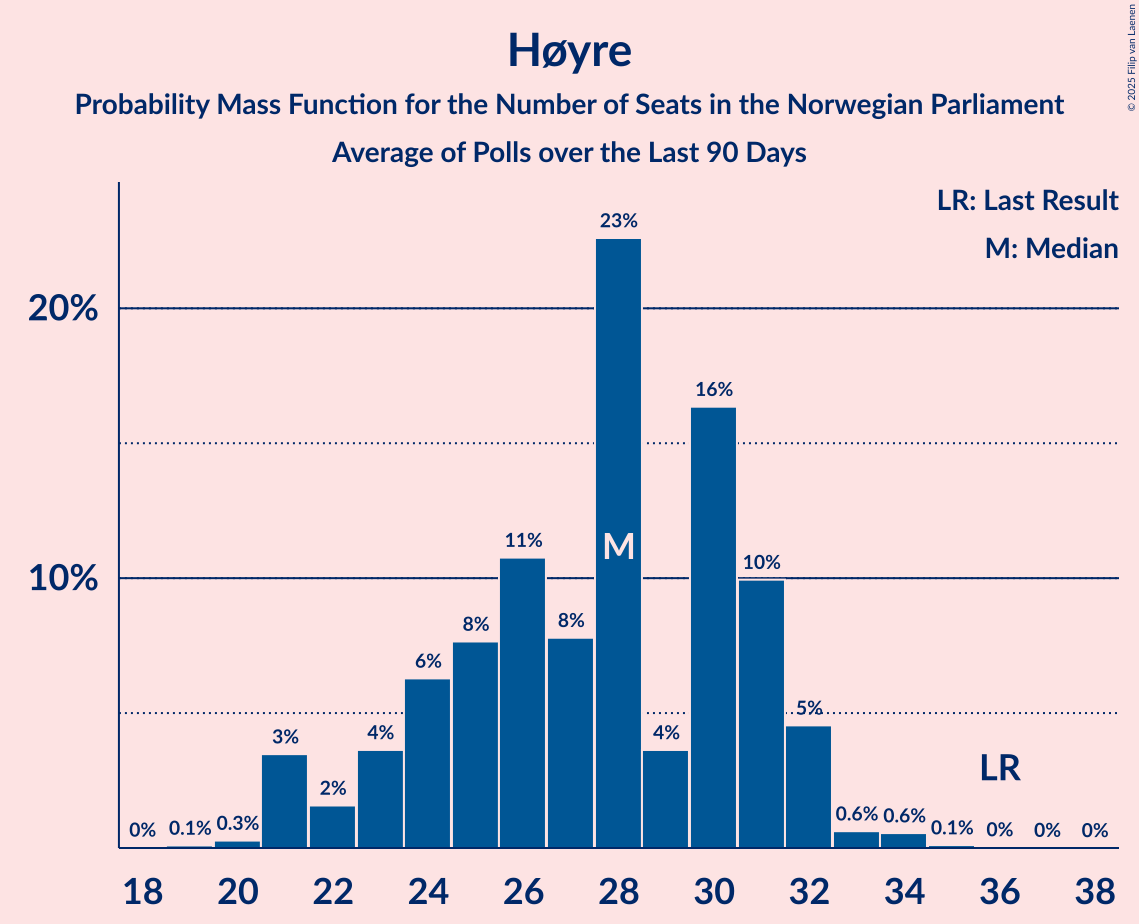 Høyre
Probability Mass Function for the Number of Seats in the Norwegian Parliament
Average of Polls over the Last 90 Days
© 2025 Filip van Laenen
LR: Last Result
M: Median
20%
10%
0%
0.1%
0.3%
3%
2%
4%
6%
8%
11%
8%
23%
4%
16%
10%
5%
0.6%
0.6%
0.1%
0%
0%
0%
M
LR
18 20 22 24 26 28 30 32 34 36 38